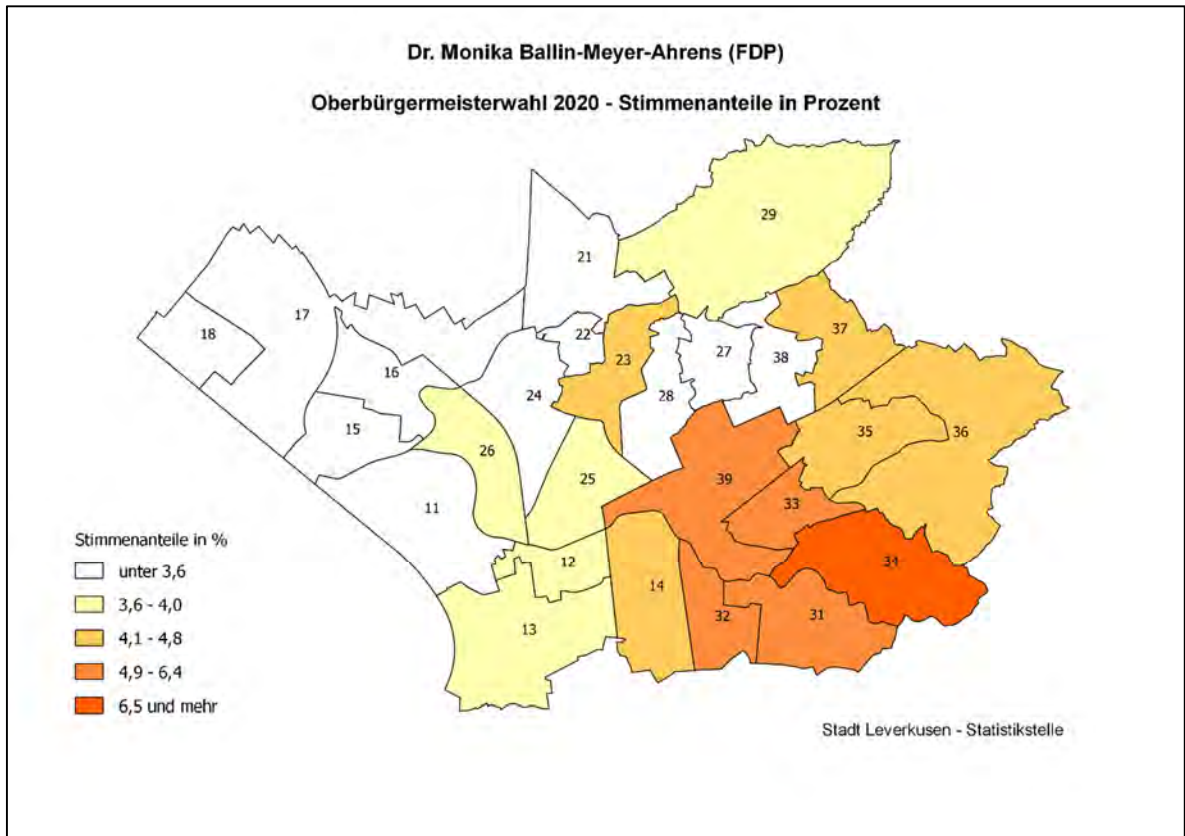 Dr. Monika Ballin-Meyer-Ahrens (FDP)
Oberbürgermeisterwahl 2020 - Stimmenanteile in Prozent
29
21
17
18
22
23
37
27
38
16
24
28
15
35
36
26
25
39
11
33
12
14
34
13
32
31
Stimmenanteile in %
unter 3,6
3,6 - 4,0
4,1 - 4,8
4,9 - 6,4
6,5 und mehr
Stadt Leverkusen - Statistikstelle